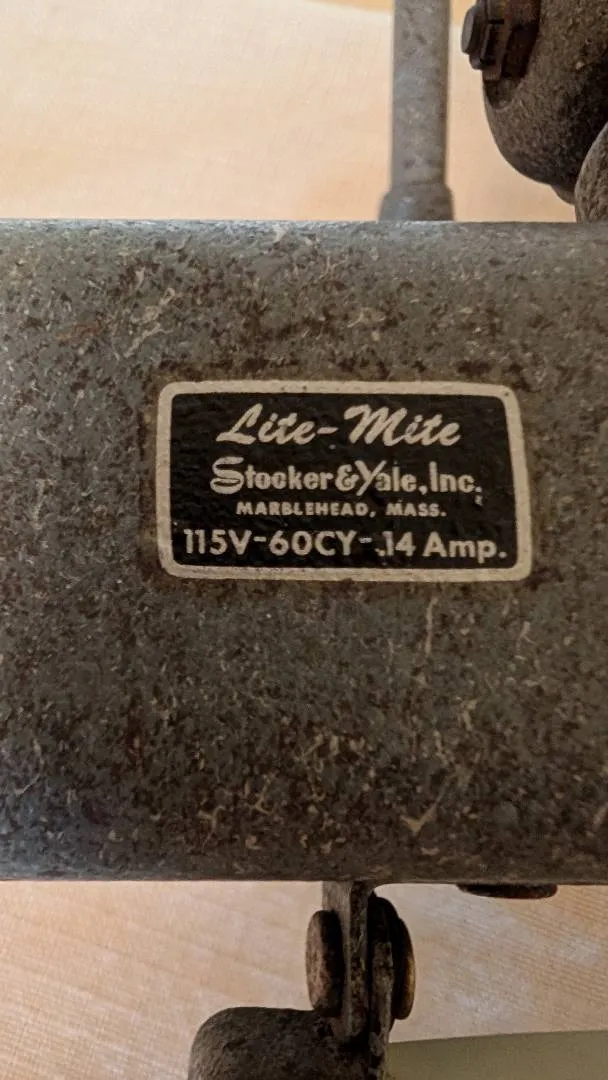 Lite-Mite
Stocker & Yale, Inc.
MARBLEHEAD, MASS.
115V-60CY-.14 Amp.